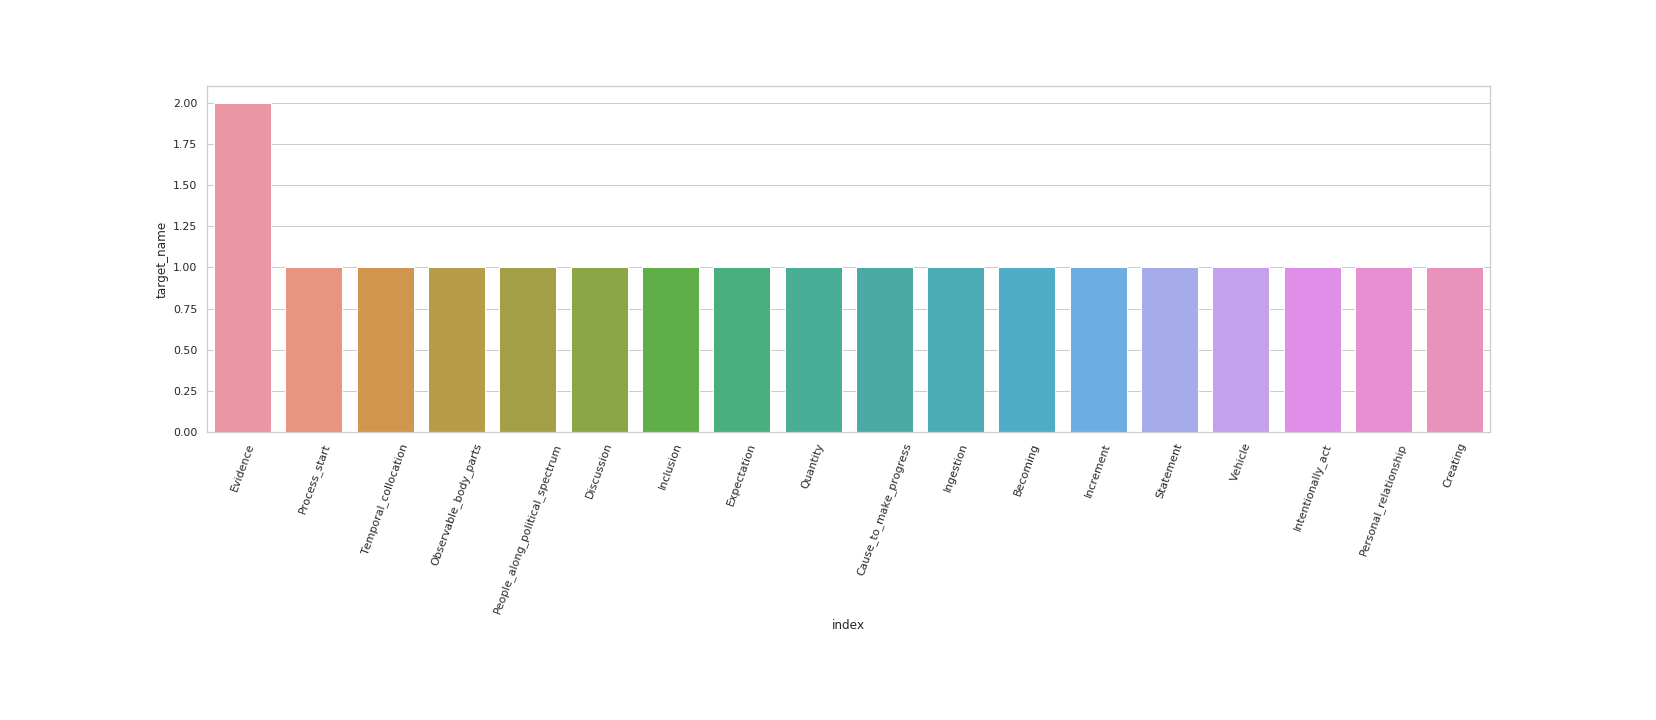 target_name
2.00
1.75
1.50
1.25
1.00
0.75
0.50
0.25
0.00
Evidence
Process_start
Temporal_collocation
Observable_body_parts
People_along_political_spectrum
Discussion
Inclusion
Expectation
Quantity
Cause_to_make_progress
Ingestion
Becoming
Increment
Statement
Vehicle
Intentionally_act
Personal_relationship
Creating
index